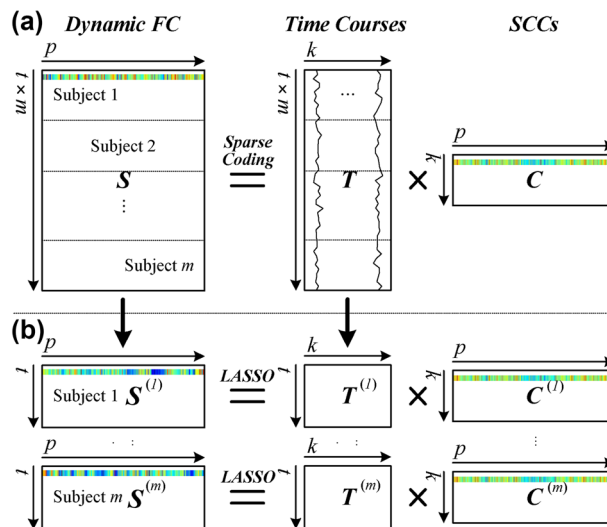 (a) Dynamic FC Time Courses SCCs
p k
t × m t × m
Subject 1 ...
Subject 2 Sparse Coding p
S = T × k C
⋮
Subject m
(b)
p k p
t Subject 1 S^(1) LASSO = t T^(1) × k C^(1)
· · · · ⋮
p k p
t Subject m S^(m) LASSO = t T^(m) × k C^(m)